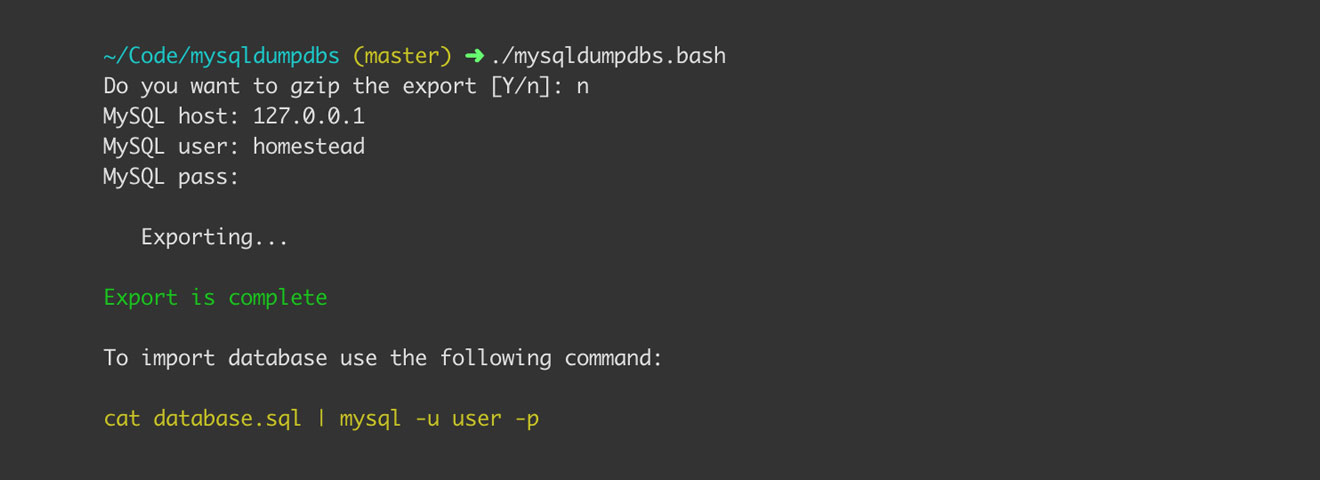 ~/Code/mysqldumpdbs (master) ➜ ./mysqldumpdbs.bash
Do you want to gzip the export [Y/n]: n
MySQL host: 127.0.0.1
MySQL user: homestead
MySQL pass:
Exporting...
Export is complete
To import database use the following command:
cat database.sql | mysql -u user -p